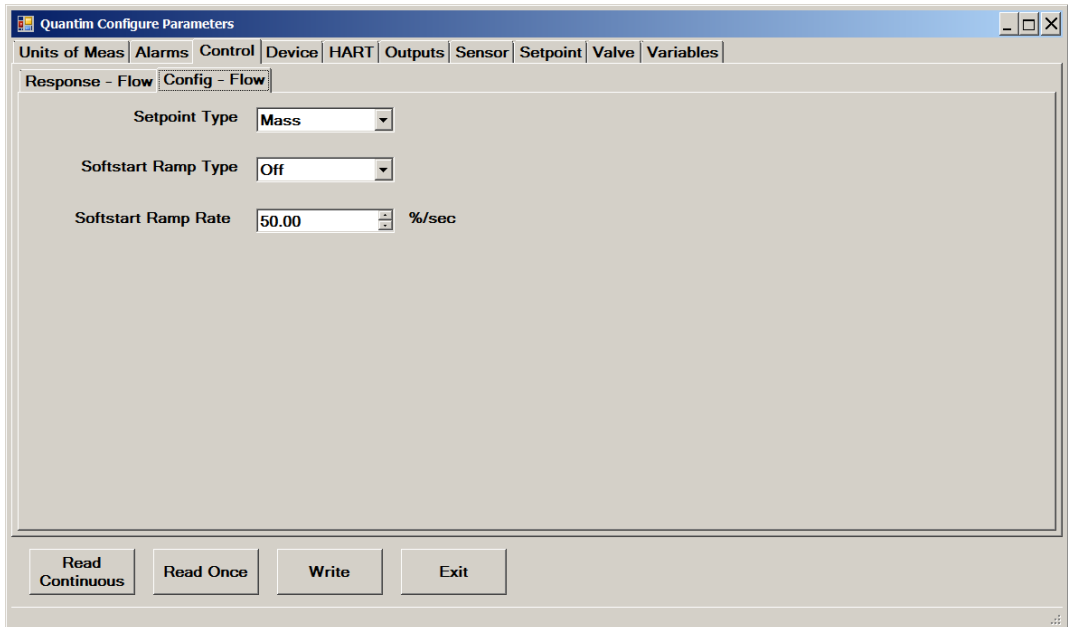 Quantim Configure Parameters
Units of Meas Alarms Control Device HART Outputs Sensor Setpoint Valve Variables
Response - Flow Config - Flow
Setpoint Type Mass
Softstart Ramp Type Off
Softstart Ramp Rate 50.00 %/sec
Read Continuous Read Once Write Exit